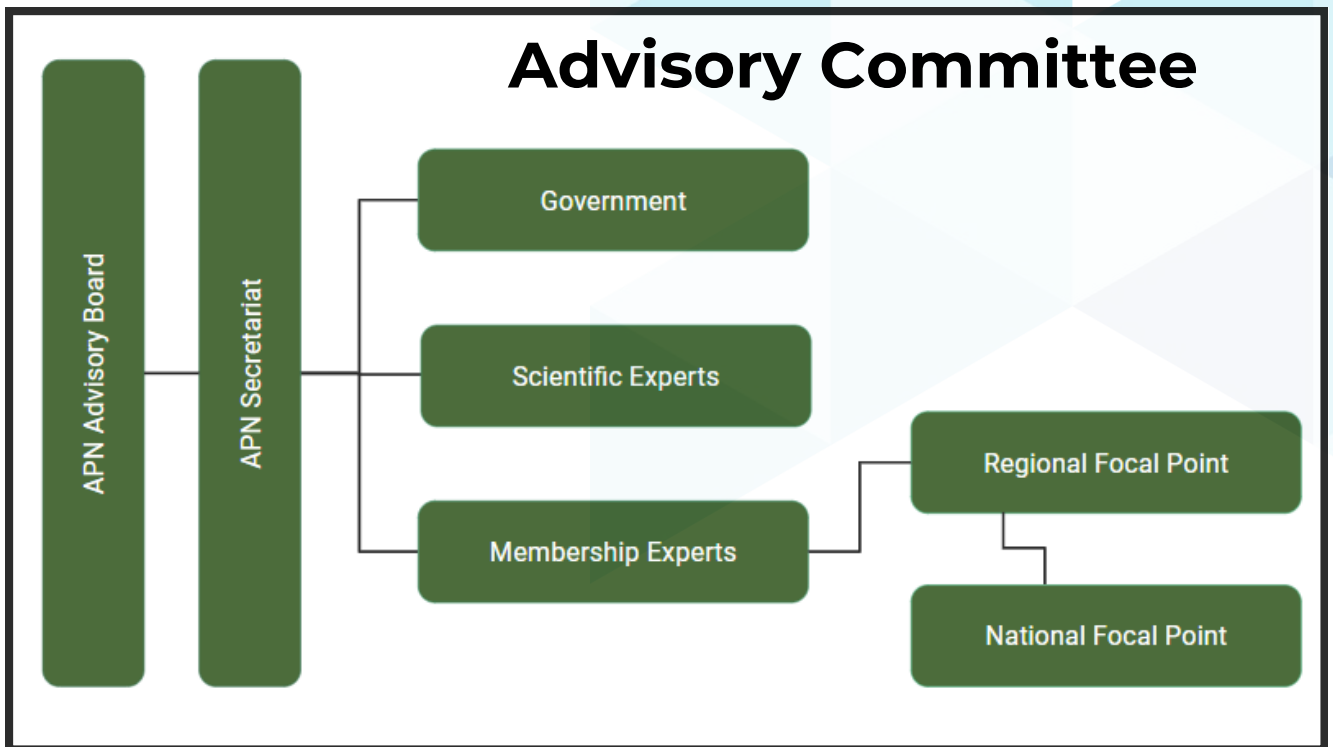 Advisory Committee
APN Advisory Board
APN Secretariat
Government
Scientific Experts
Membership Experts
Regional Focal Point
National Focal Point